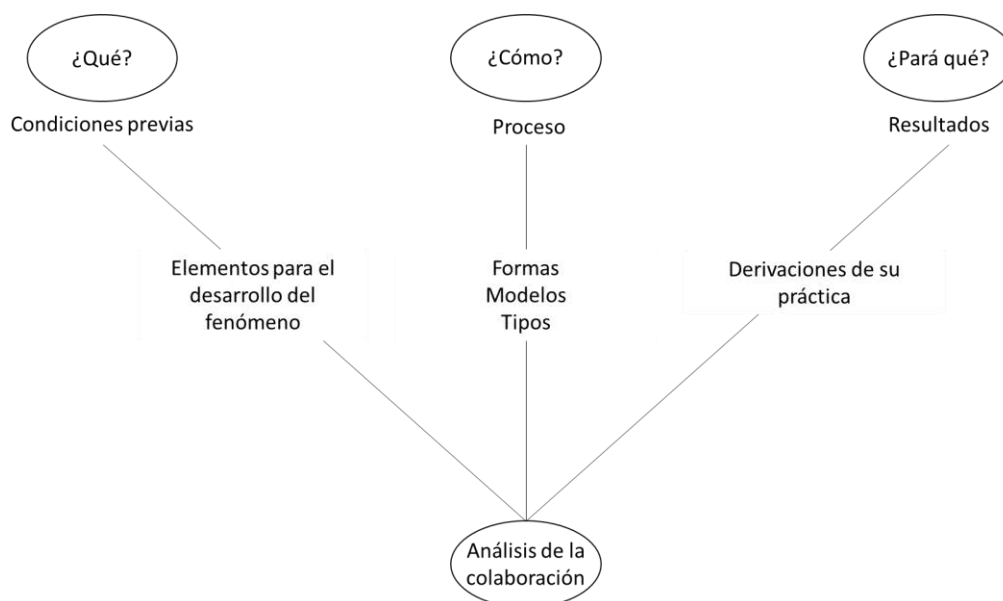 ¿Qué?
¿Cómo?
¿Pará qué?
Condiciones previas
Proceso
Resultados
Elementos para el
desarrollo del
fenómeno
Formas
Modelos
Tipos
Derivaciones de su
práctica
Análisis de la
colaboración